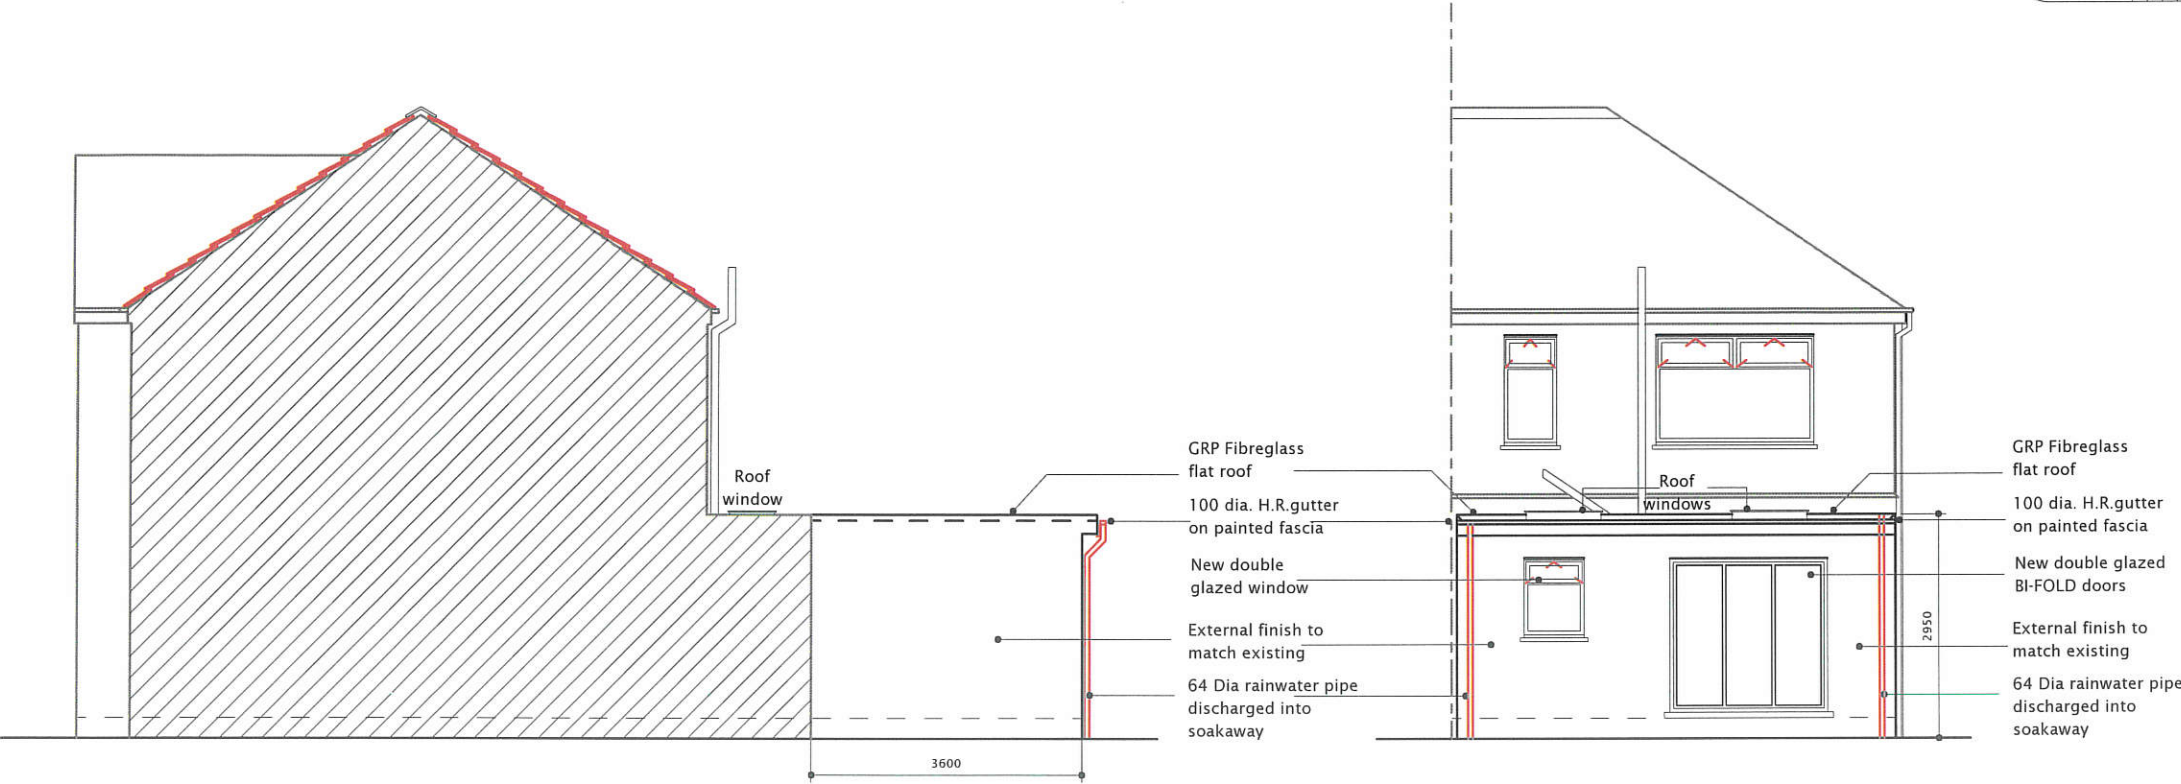 Roof
window
GRP Fibreglass
flat roof
100 dia. H.R.gutter
on painted fascia
New double
glazed window
External finish to
match existing
64 Dia rainwater pipe
discharged into
soakaway
3600
Roof
windows
GRP Fibreglass
flat roof
100 dia. H.R.gutter
on painted fascia
New double glazed
BI-FOLD doors
External finish to
match existing
64 Dia rainwater pipe
discharged into
soakaway
2950